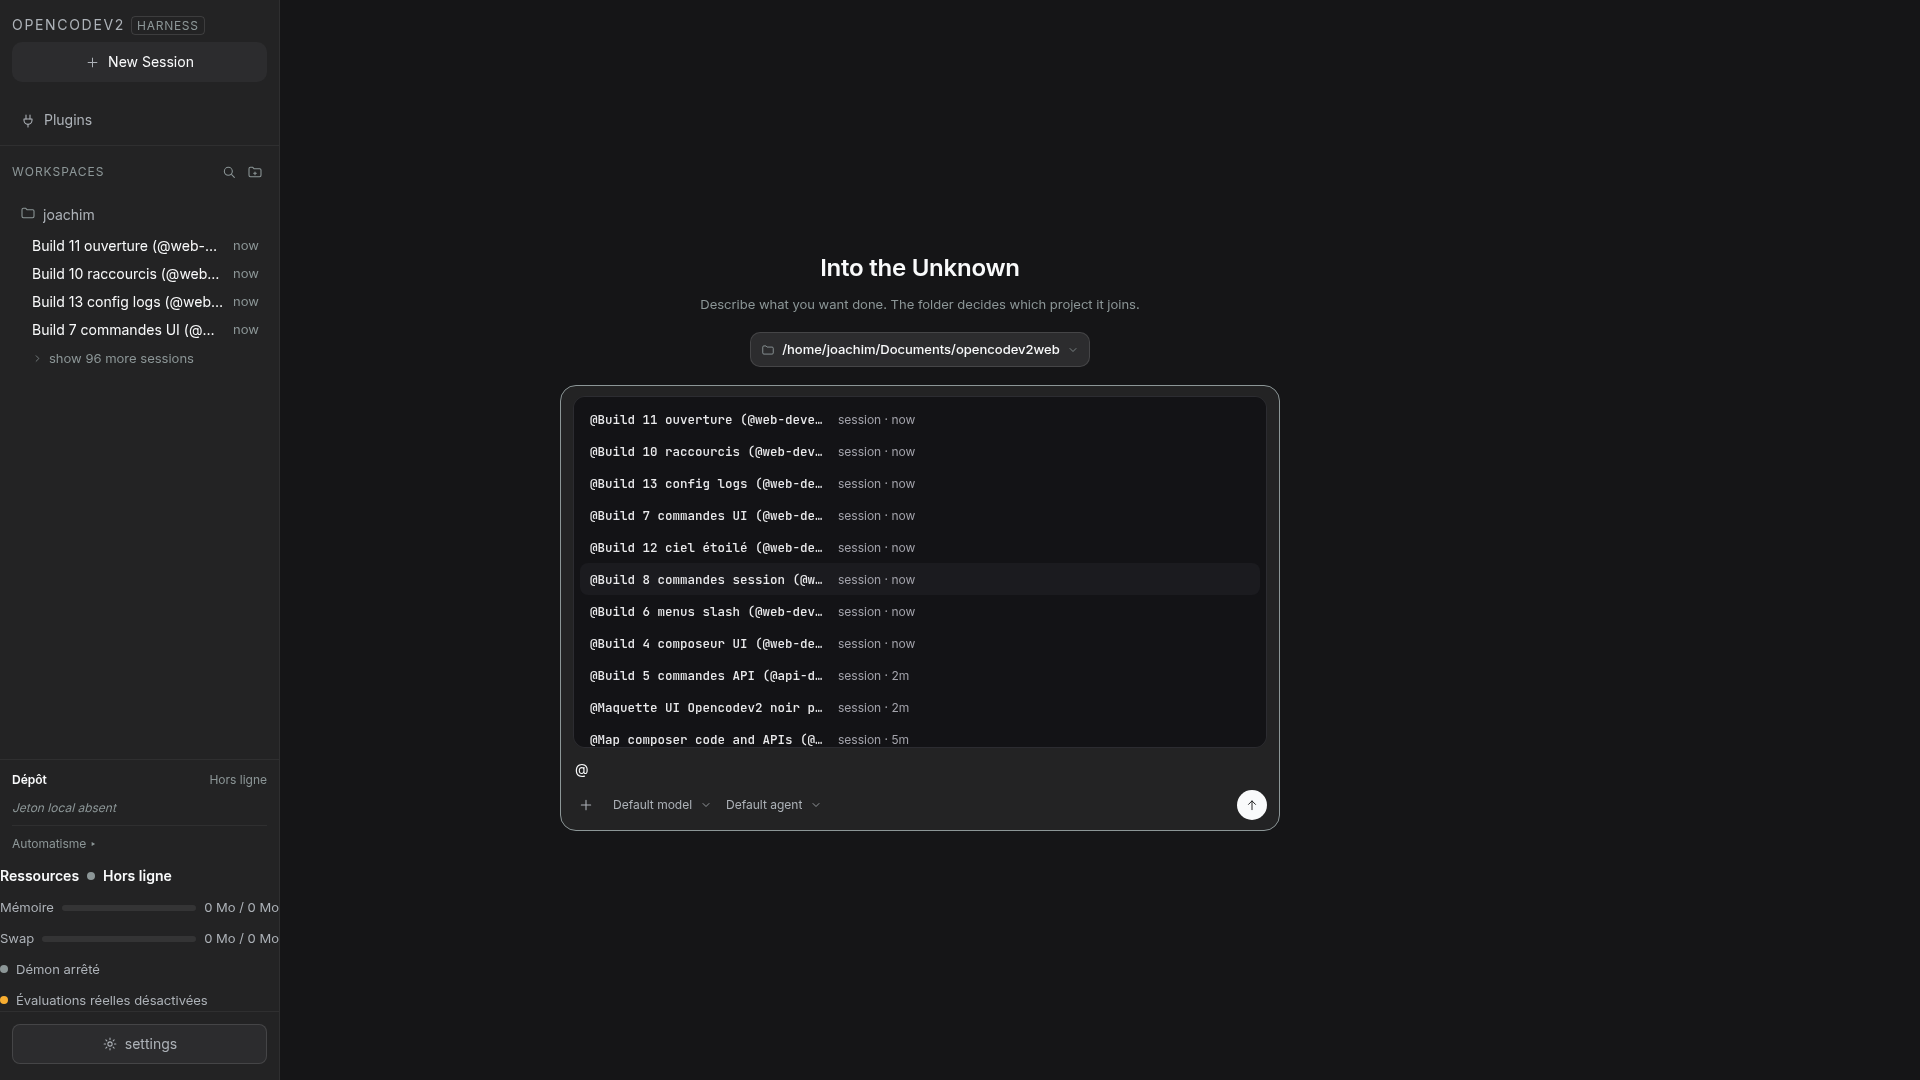 OPENCODEV2 HARNESS
New Session
Plugins
WORKSPACES
joachim
Build 11 ouverture (@web-... now
Build 10 raccourcis (@web... now
Build 13 config logs (@web... now
Build 7 commandes UI (@... now
show 96 more sessions
Dépôt Hors ligne
Jeton local absent
Automatisme
Ressources Hors ligne
Mémoire 0 Mo / 0 Mo
Swap 0 Mo / 0 Mo
Démon arrêté
Évaluations réelles désactivées
settings
Into the Unknown
Describe what you want done. The folder decides which project it joins.
/home/joachim/Documents/opencodev2web
@Build 11 ouverture (@web-deve… session · now
@Build 10 raccourcis (@web-dev… session · now
@Build 13 config logs (@web-de… session · now
@Build 7 commandes UI (@web-de… session · now
@Build 12 ciel étoilé (@web-de… session · now
@Build 8 commandes session (@w… session · now
@Build 6 menus slash (@web-dev… session · now
@Build 4 composeur UI (@web-de… session · now
@Build 5 commandes API (@api-d… session · 2m
@Maquette UI Opencodev2 noir p… session · 2m
@Map composer code and APIs (@… session · 5m
@
Default model Default agent